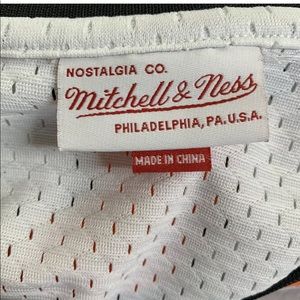 NOSTALGIA CO.
Mitchell & Ness
PHILADELPHIA, PA. U.S.A.
MADE IN CHINA